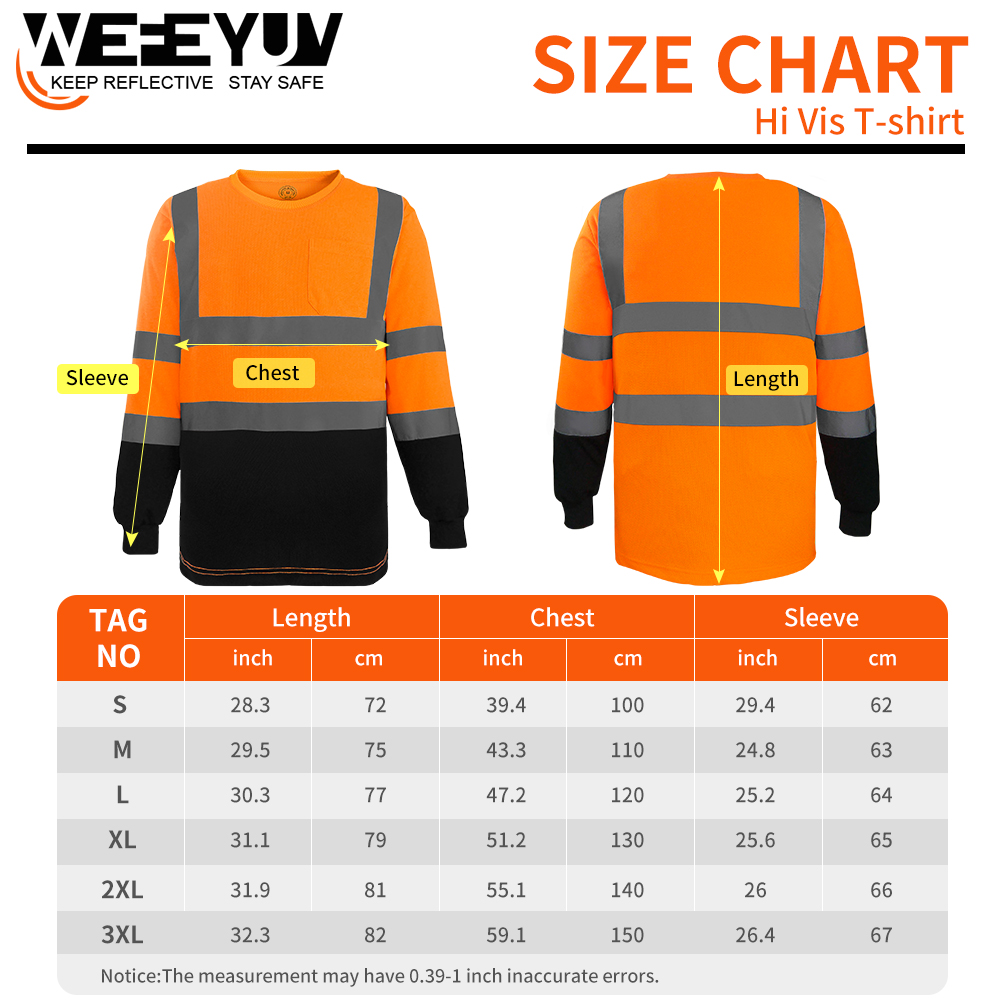 WEFEYUV
KEEP REFLECTIVE STAY SAFE
SIZE CHART
Hi Vis T-shirt
Sleeve
Chest
Length
TAG NO
Length Chest Sleeve
inch cm inch cm inch cm
S 28.3 72 39.4 100 29.4 62
M 29.5 75 43.3 110 24.8 63
L 30.3 77 47.2 120 25.2 64
XL 31.1 79 51.2 130 25.6 65
2XL 31.9 81 55.1 140 26 66
3XL 32.3 82 59.1 150 26.4 67
Notice:The measurement may have 0.39-1 inch inaccurate errors.